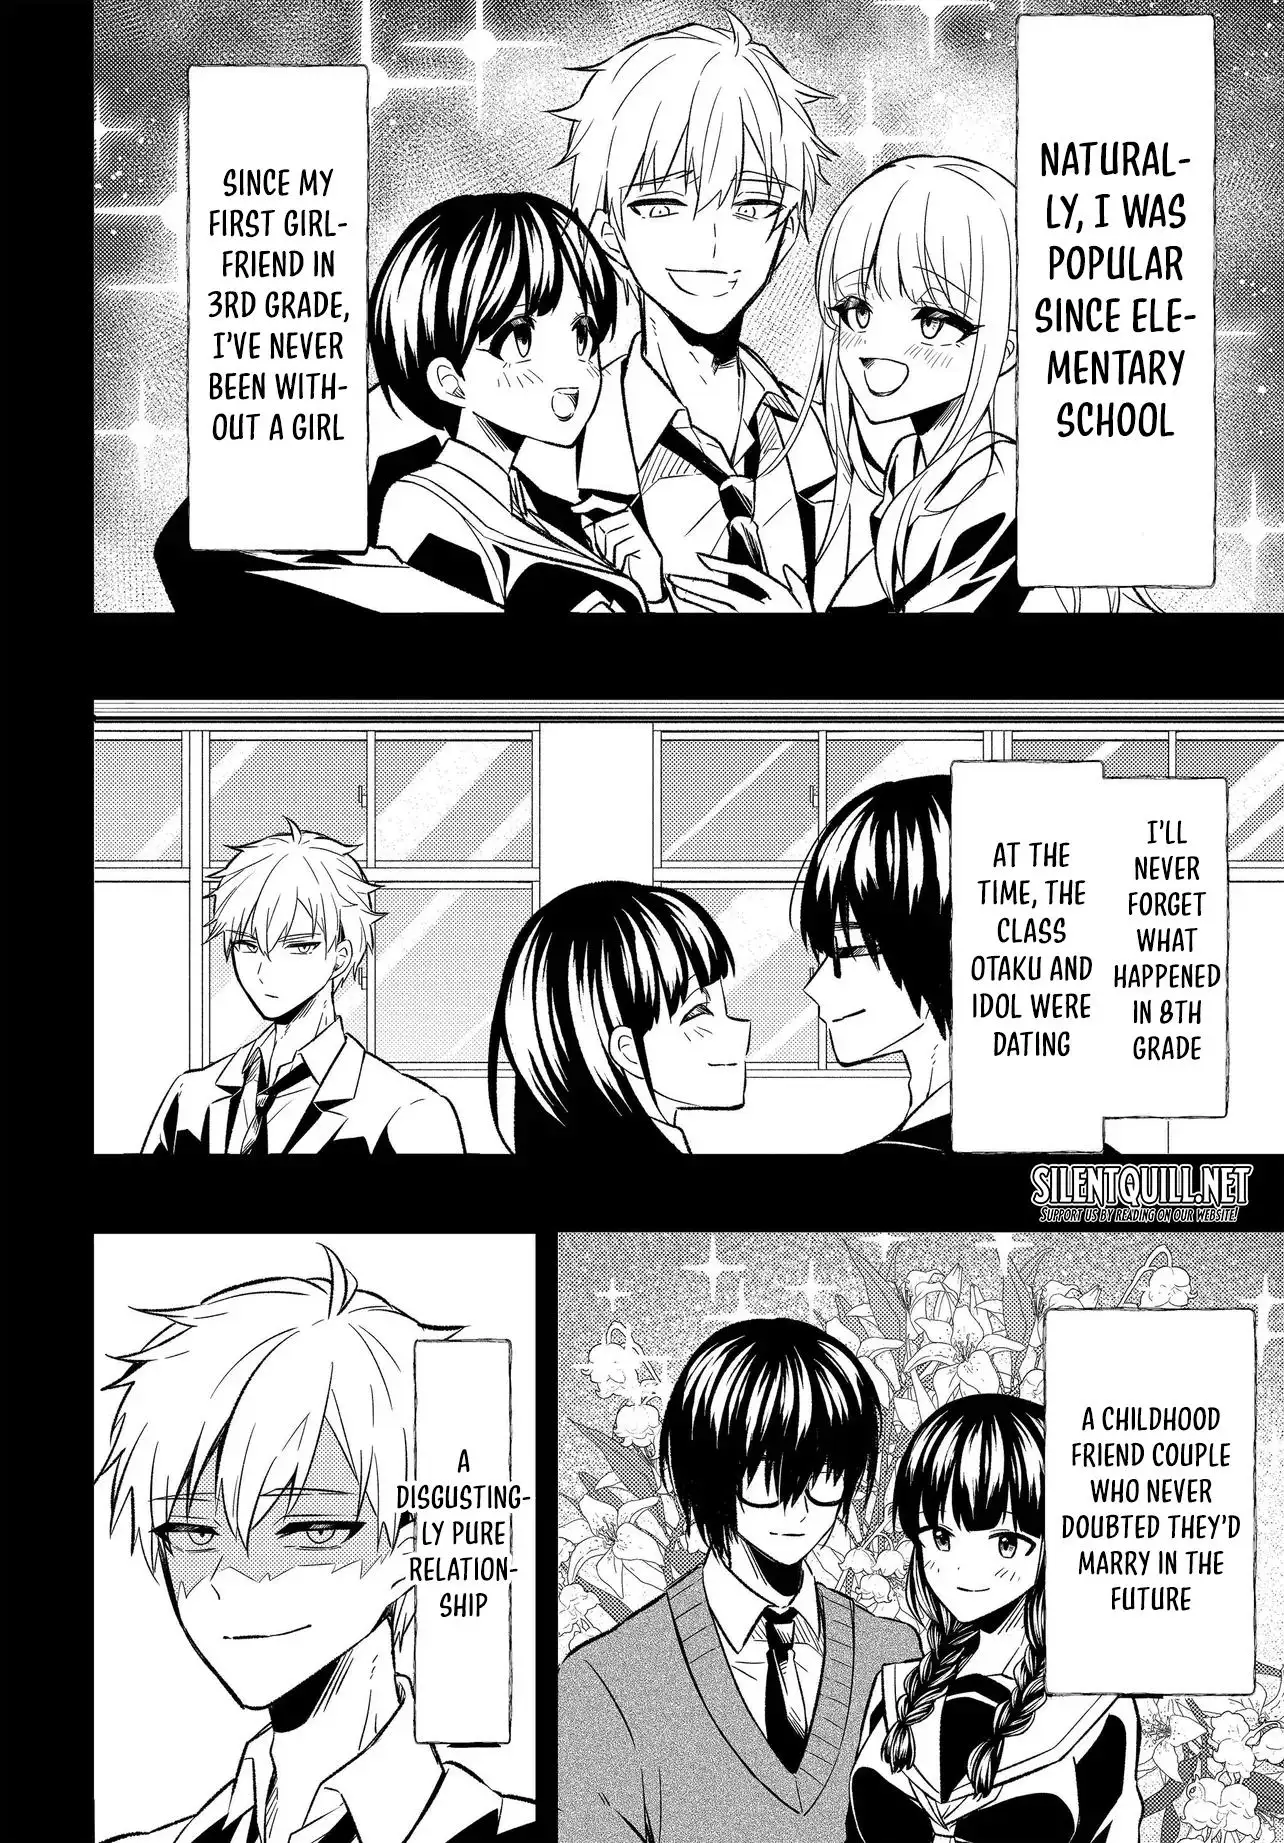 NATURAL-
LY, I WAS
POPULAR
SINCE ELE-
MENTARY
SCHOOL
SINCE MY
FIRST GIRL-
FRIEND IN
3RD GRADE,
I'VE NEVER
BEEN WITH-
OUT A GIRL
I'LL
NEVER
FORGET
WHAT
HAPPENED
IN 8TH
GRADE
AT THE
TIME, THE
CLASS
OTAKU AND
IDOL WERE
DATING
SILENTQUILL.NET
SUPPORT US BY READING ON OUR WEBSITE!
A CHILDHOOD
FRIEND COUPLE
WHO NEVER
DOUBTED THEY'D
MARRY IN THE
FUTURE
A
DISGUSTING-
LY PURE
RELATION-
SHIP